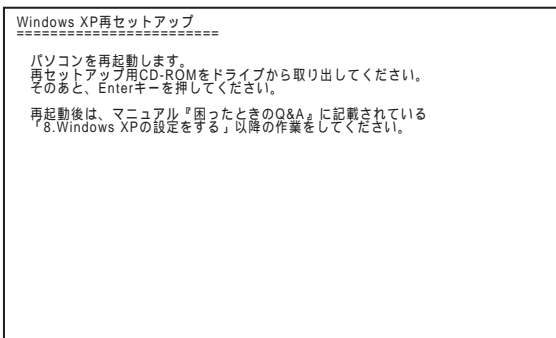 Windows XP再セットアップ
========================
パソコンを再起動します。
再セットアップ用CD-ROMをドライブから取り出してください。
そのあと、Enterキーを押してください。
再起動後は、マニュアル『困ったときのQ&A』に記載されている
「8.Windows XPの設定をする」以降の作業をしてください。